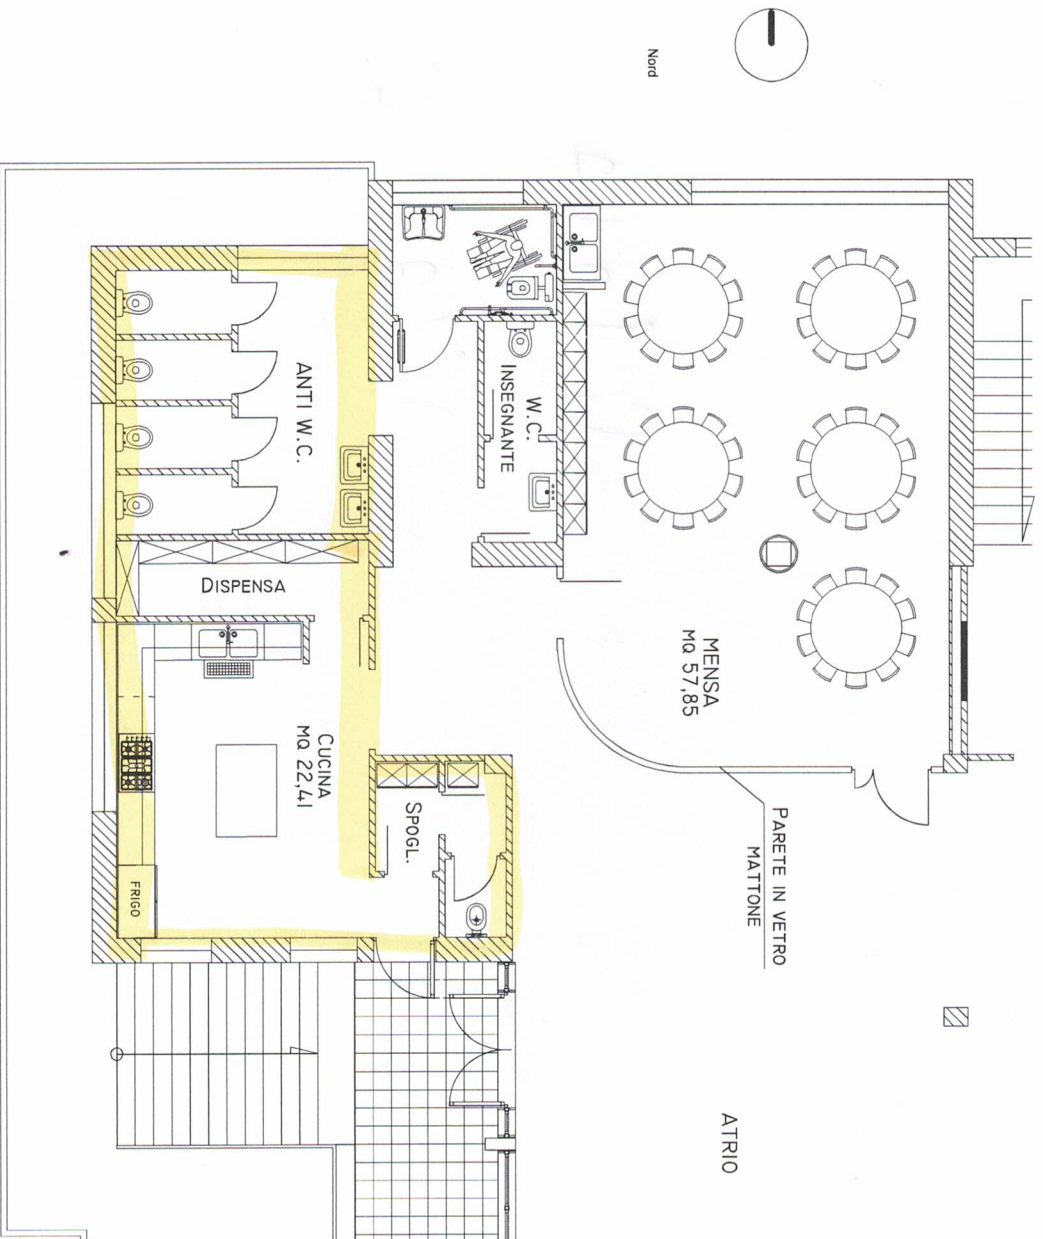 Nord
ANTI W.C.
W.C.
INSEGNANTE
DISPENSA
MENSA
MQ 57,85
CUCINA
MQ 22,41
SPOGL.
FRIGO
PARETE IN VETRO
MATTONE
ATRIO